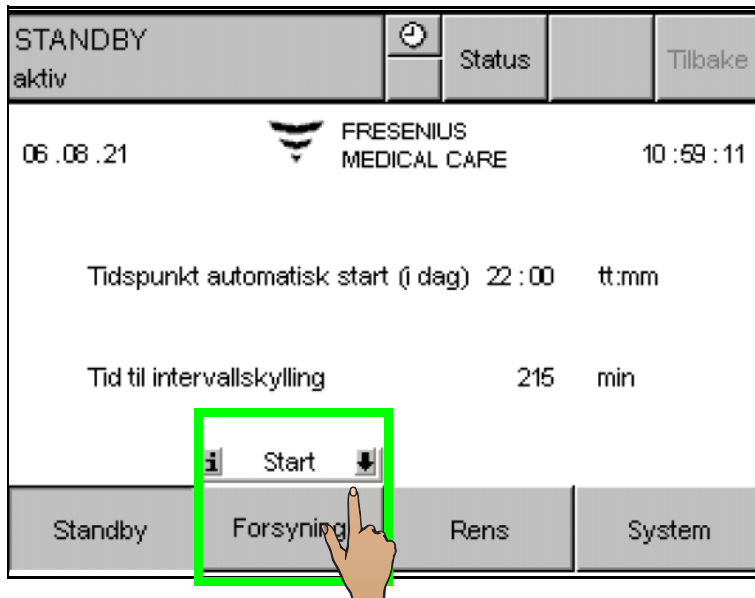 STANDBY
aktiv
Status
Tilbake
06.08.21
FRESENIUS
MEDICAL CARE
10:59:11
Tidspunkt automatisk start (i dag) 22:00 tt:mm
Tid til intervallskylling 215 min
i Start
Standby
Forsyning
Rens
System